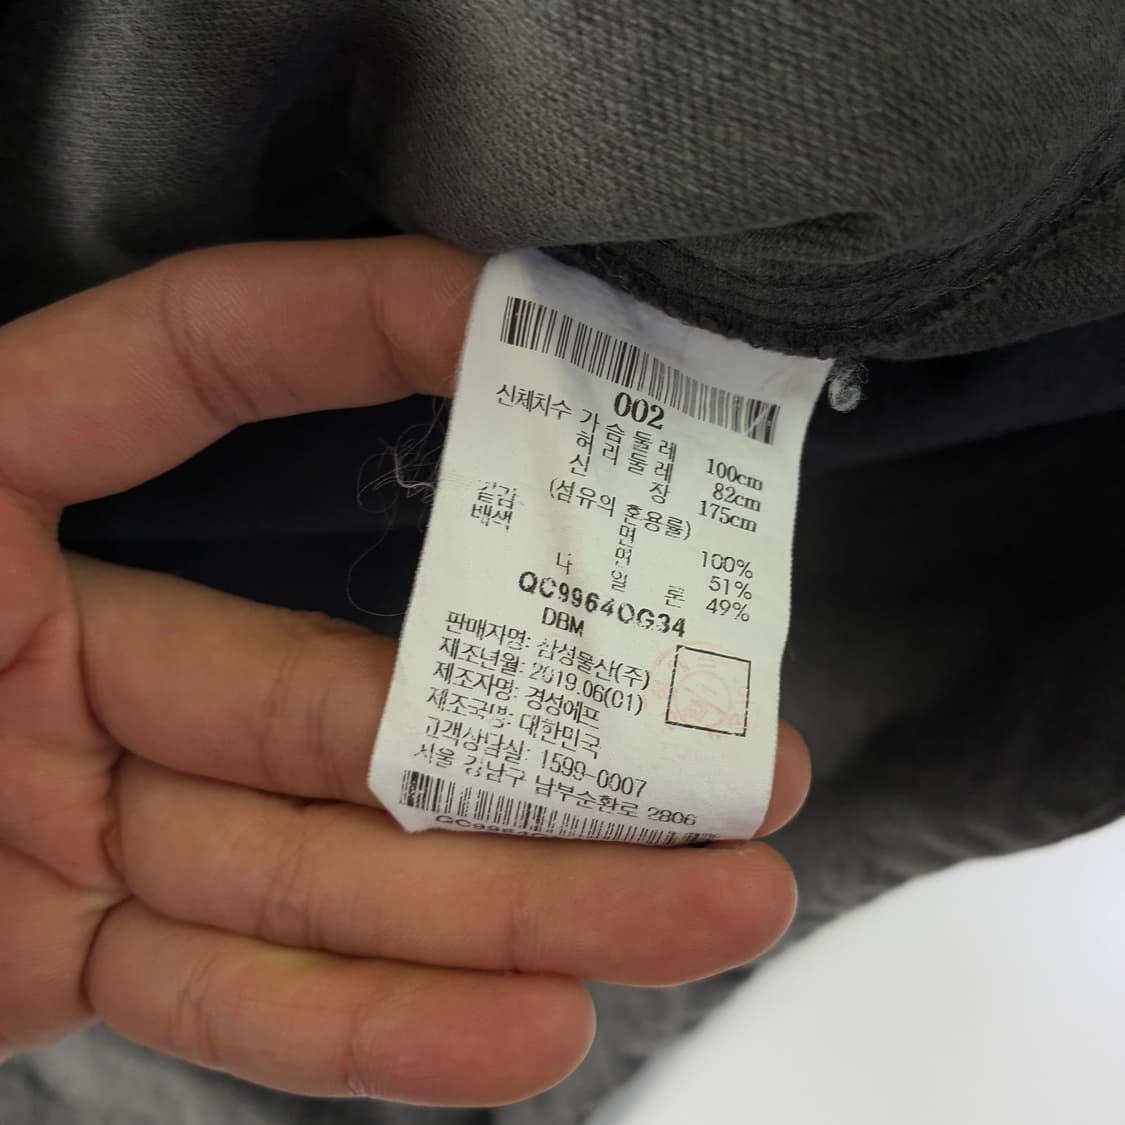 002
신체치수 가슴둘레 100cm
허리둘레 82cm
신장 175cm
(섬유의 혼용률)
겉감 면 100%
배색 면 51%
나일론 49%
QC9964OG34
DBM
판매자명: 삼성물산(주)
제조년월: 2019.06(01)
제조자명: 경성에프
제조국명: 대한민국
고객상담실: 1599-0007
서울 강남구 남부순환로 2806